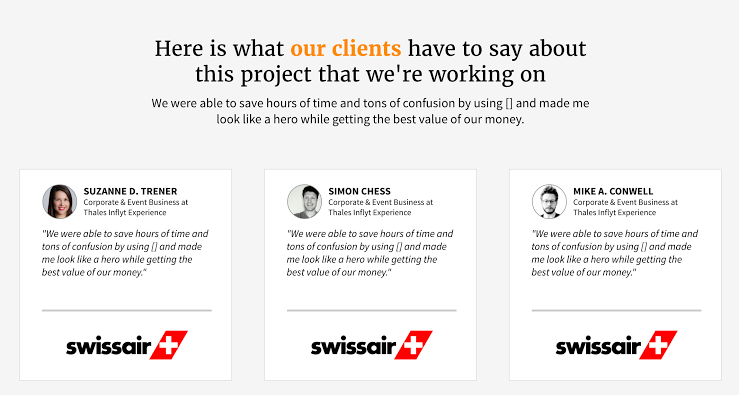 Here is what our clients have to say about
this project that we're working on
We were able to save hours of time and tons of confusion by using [] and made me
look like a hero while getting the best value of our money.
SUZANNE D. TRENER
Corporate & Event Business at
Thales Inflyt Experience
"We were able to save hours of time and
tons of confusion by using [] and made
me look like a hero while getting the
best value of our money."
swissair
SIMON CHESS
Corporate & Event Business at
Thales Inflyt Experience
"We were able to save hours of time and
tons of confusion by using [] and made
me look like a hero while getting the
best value of our money."
swissair
MIKE A. CONWELL
Corporate & Event Business at
Thales Inflyt Experience
"We were able to save hours of time and
tons of confusion by using [] and made
me look like a hero while getting the
best value of our money."
swissair